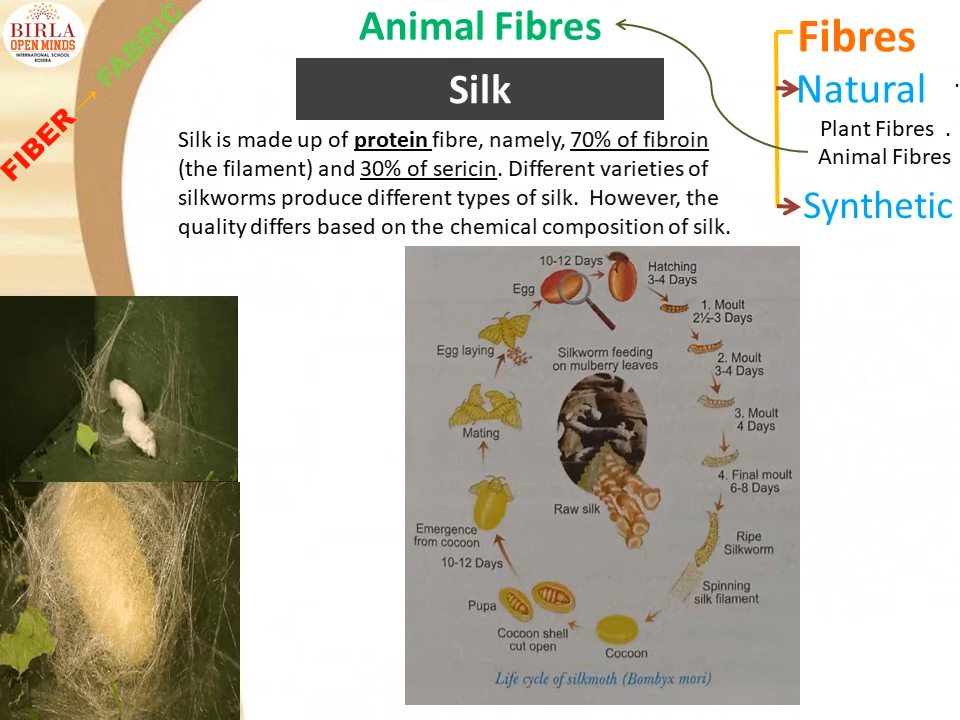 BIRLA
OPEN MINDS
INTERNATIONAL SCHOOL
ROSERA
FIBER → FABRIC
Animal Fibres
Silk
Silk is made up of protein fibre, namely, 70% of fibroin
(the filament) and 30% of sericin. Different varieties of
silkworms produce different types of silk. However, the
quality differs based on the chemical composition of silk.
Fibres
Natural .
Plant Fibres .
Animal Fibres
Synthetic
10-12 Days
Hatching
3-4 Days
Egg
1. Moult
2½-3 Days
Egg laying
Silkworm feeding
on mulberry leaves
2. Moult
3-4 Days
3. Moult
4 Days
Mating
4. Final moult
6-8 Days
Raw silk
Emergence
from cocoon
Ripe
Silkworm
10-12 Days
Spinning
silk filament
Pupa
Cocoon shell
cut open
Cocoon
Life cycle of silkmoth (Bombyx mori)